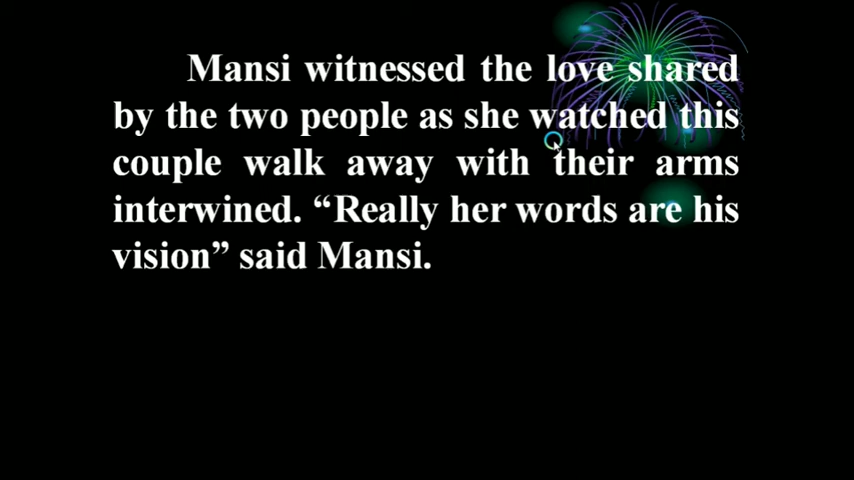 Mansi witnessed the love shared
by the two people as she watched this
couple walk away with their arms
interwined. “Really her words are his
vision” said Mansi.